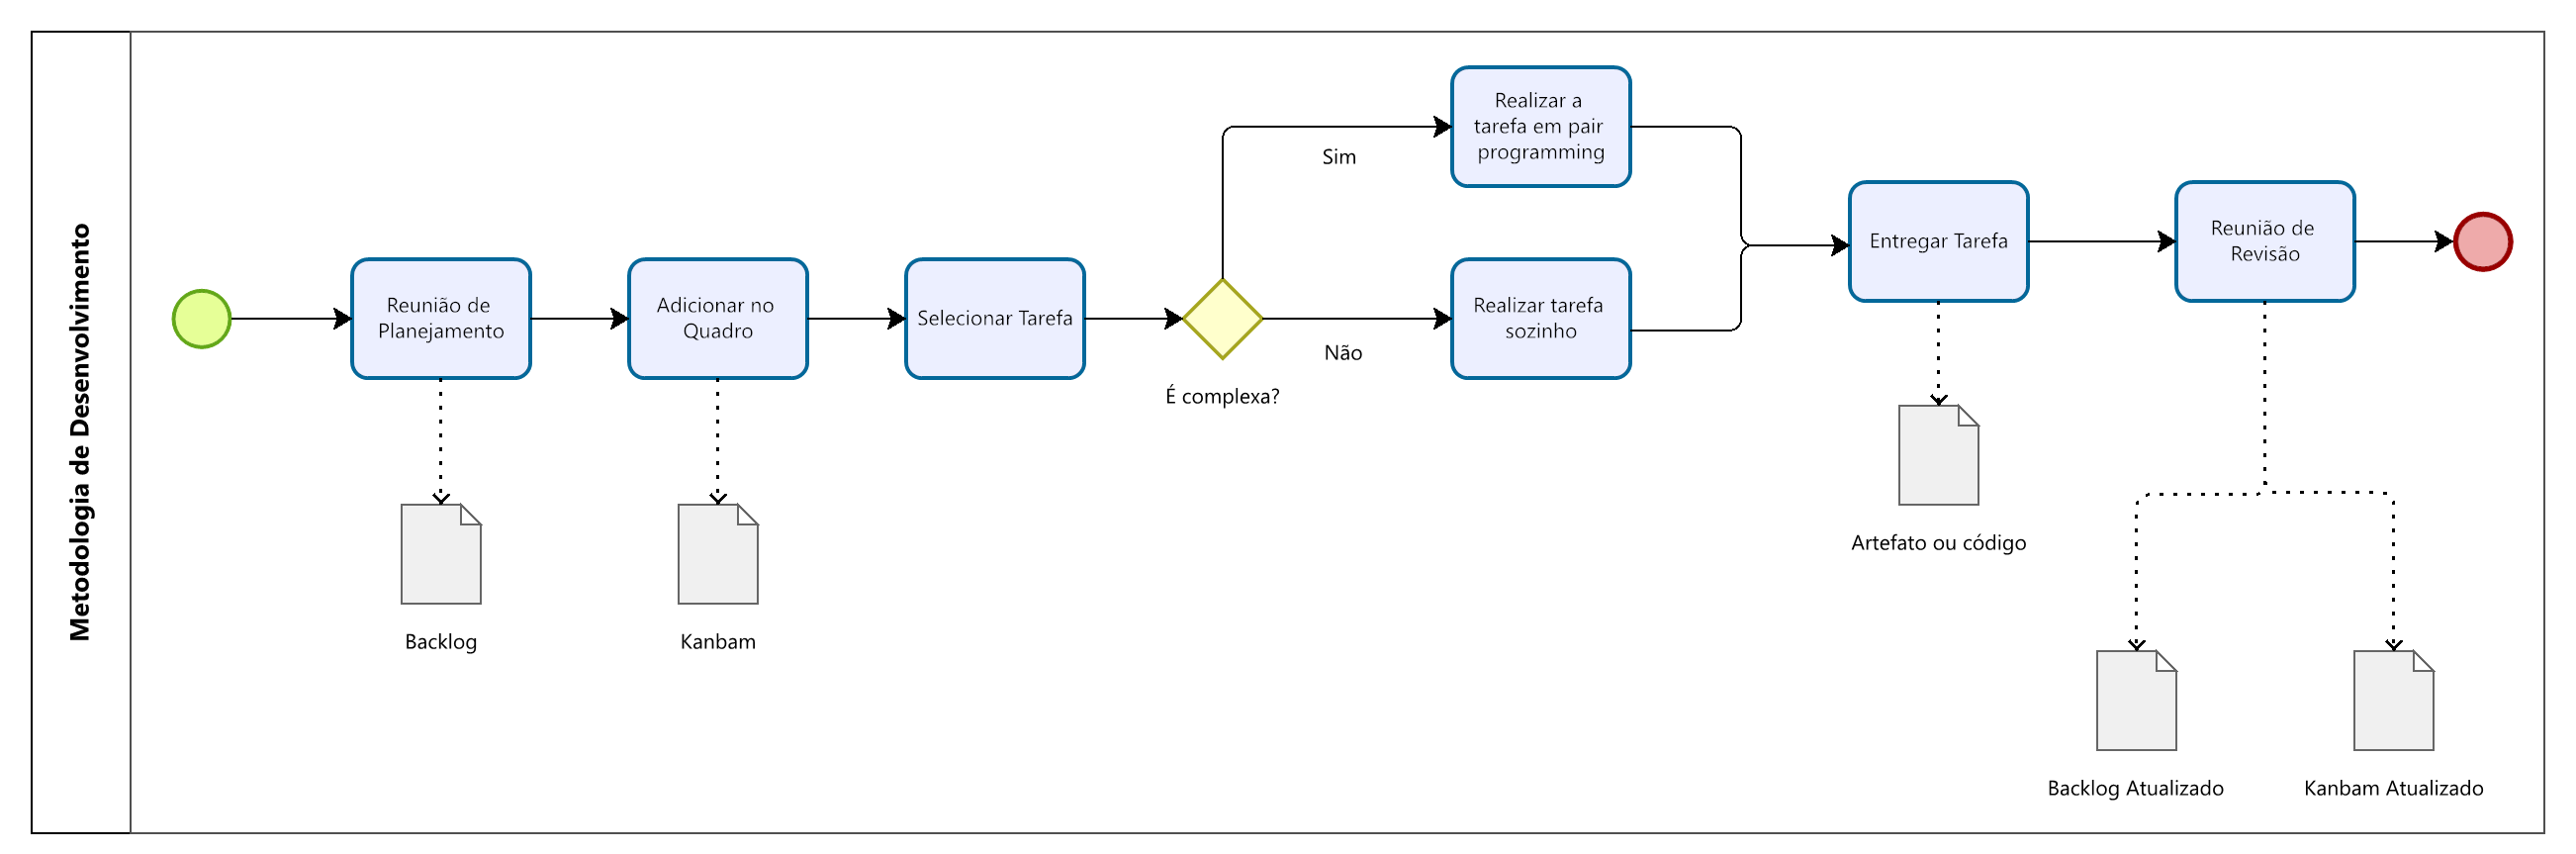 Metodologia de Desenvolvimento
Reunião de
Planejamento
Backlog
Adicionar no
Quadro
Kanbam
Selecionar Tarefa
É complexa?
Sim
Realizar a
tarefa em pair
programming
Não
Realizar tarefa
sozinho
Entregar Tarefa
Artefato ou código
Reunião de
Revisão
Backlog Atualizado
Kanbam Atualizado